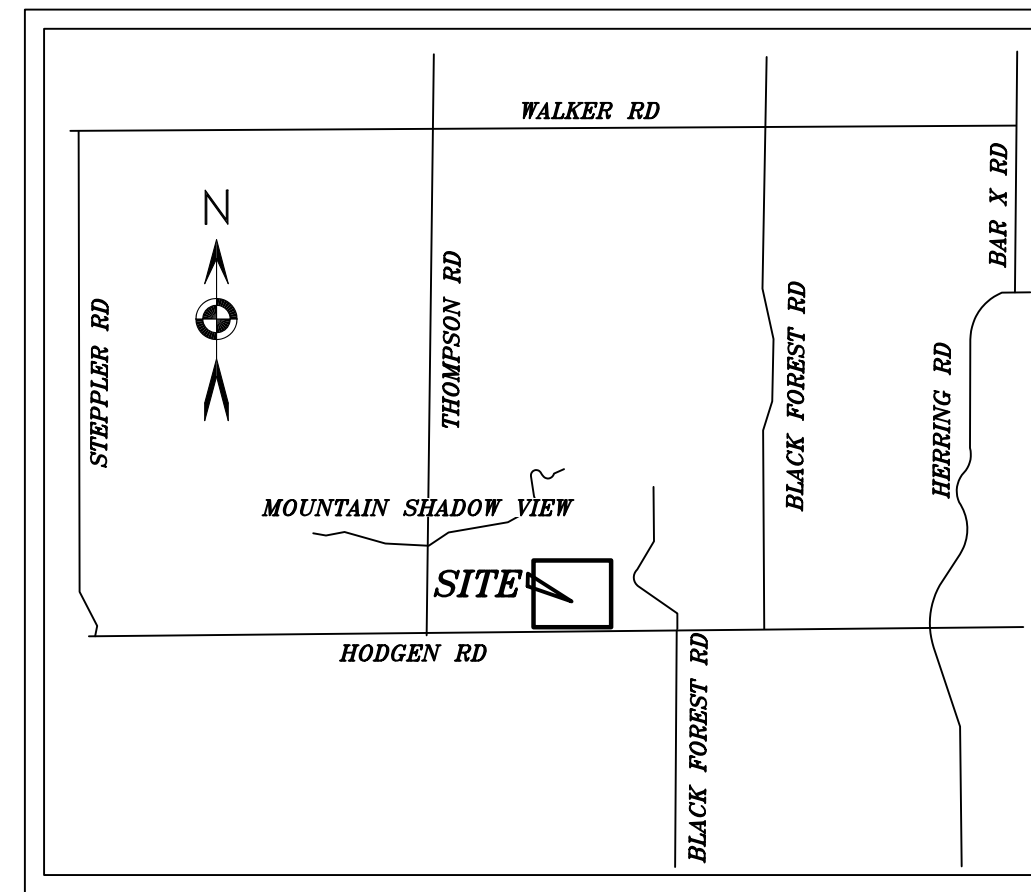 WALKER RD
BAR X RD
N
THOMPSON RD
BLACK FOREST RD
STEPPLER RD
HERRING RD
MOUNTAIN SHADOW VIEW
SITE
HODGEN RD
BLACK FOREST RD